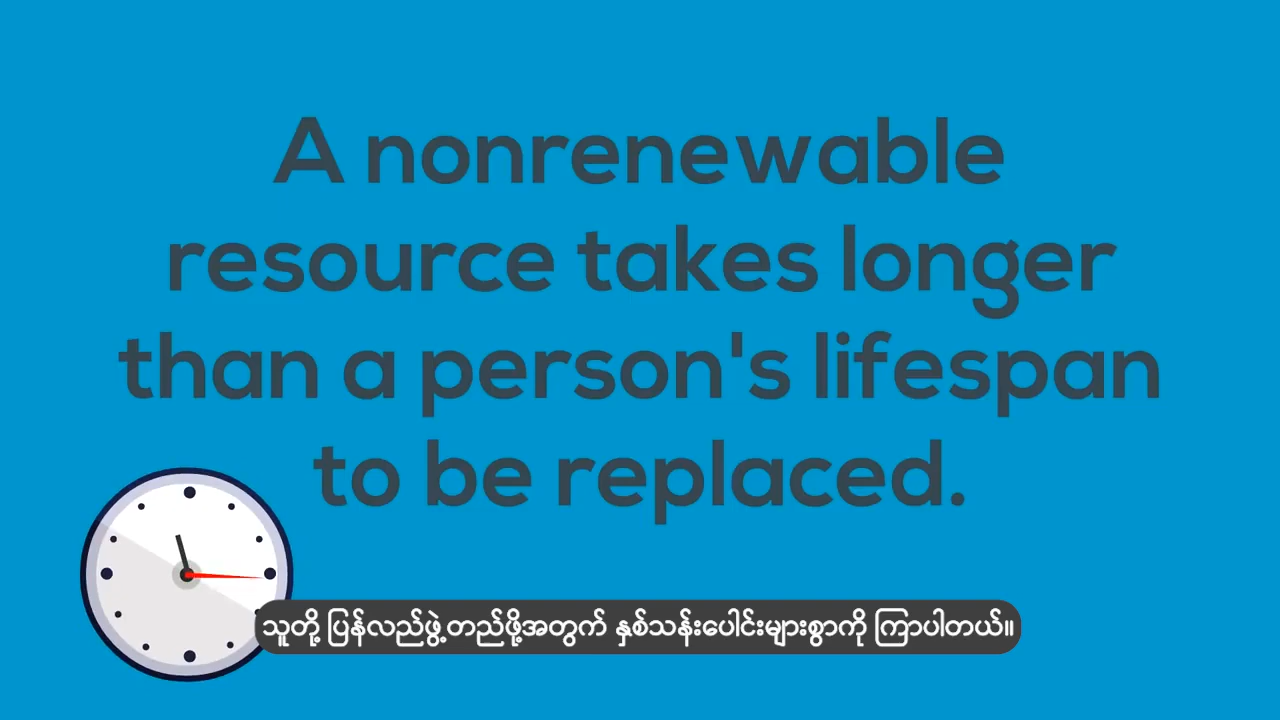 A nonrenewable
resource takes longer
than a person's lifespan
to be replaced.
သူတို့ ပြန်လည်ဖွဲ့တည်ဖို့အတွက် နှစ်သန်းပေါင်းများစွာကို ကြာပါတယ်။